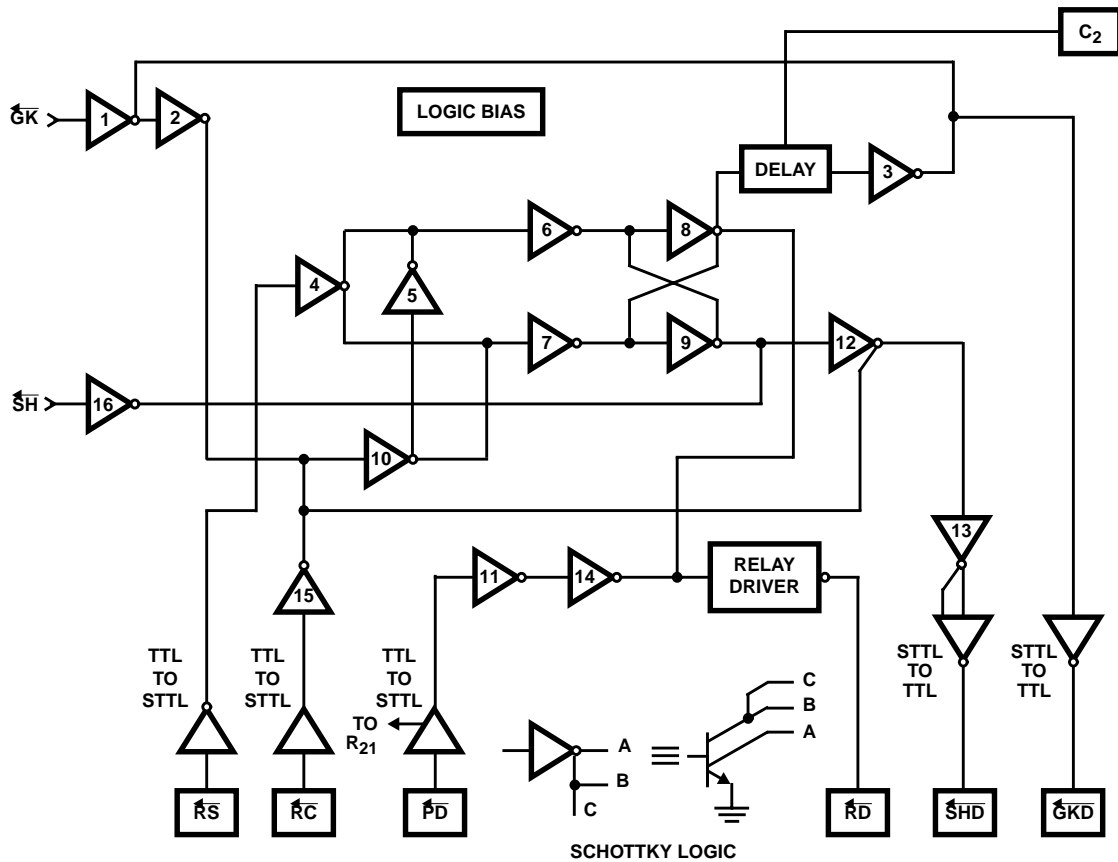 C2
GK
1
2
LOGIC BIAS
DELAY
3
6
8
4
5
7
9
12
SH
16
10
13
11
14
RELAY
DRIVER
15
TTL
TO
STTL
TTL
TO
STTL
TTL
TO
STTL
TO
R21
STTL
TO
TTL
STTL
TO
TTL
C
B
A
A
B
C
RS
RC
PD
RD
SHD
GKD
SCHOTTKY LOGIC